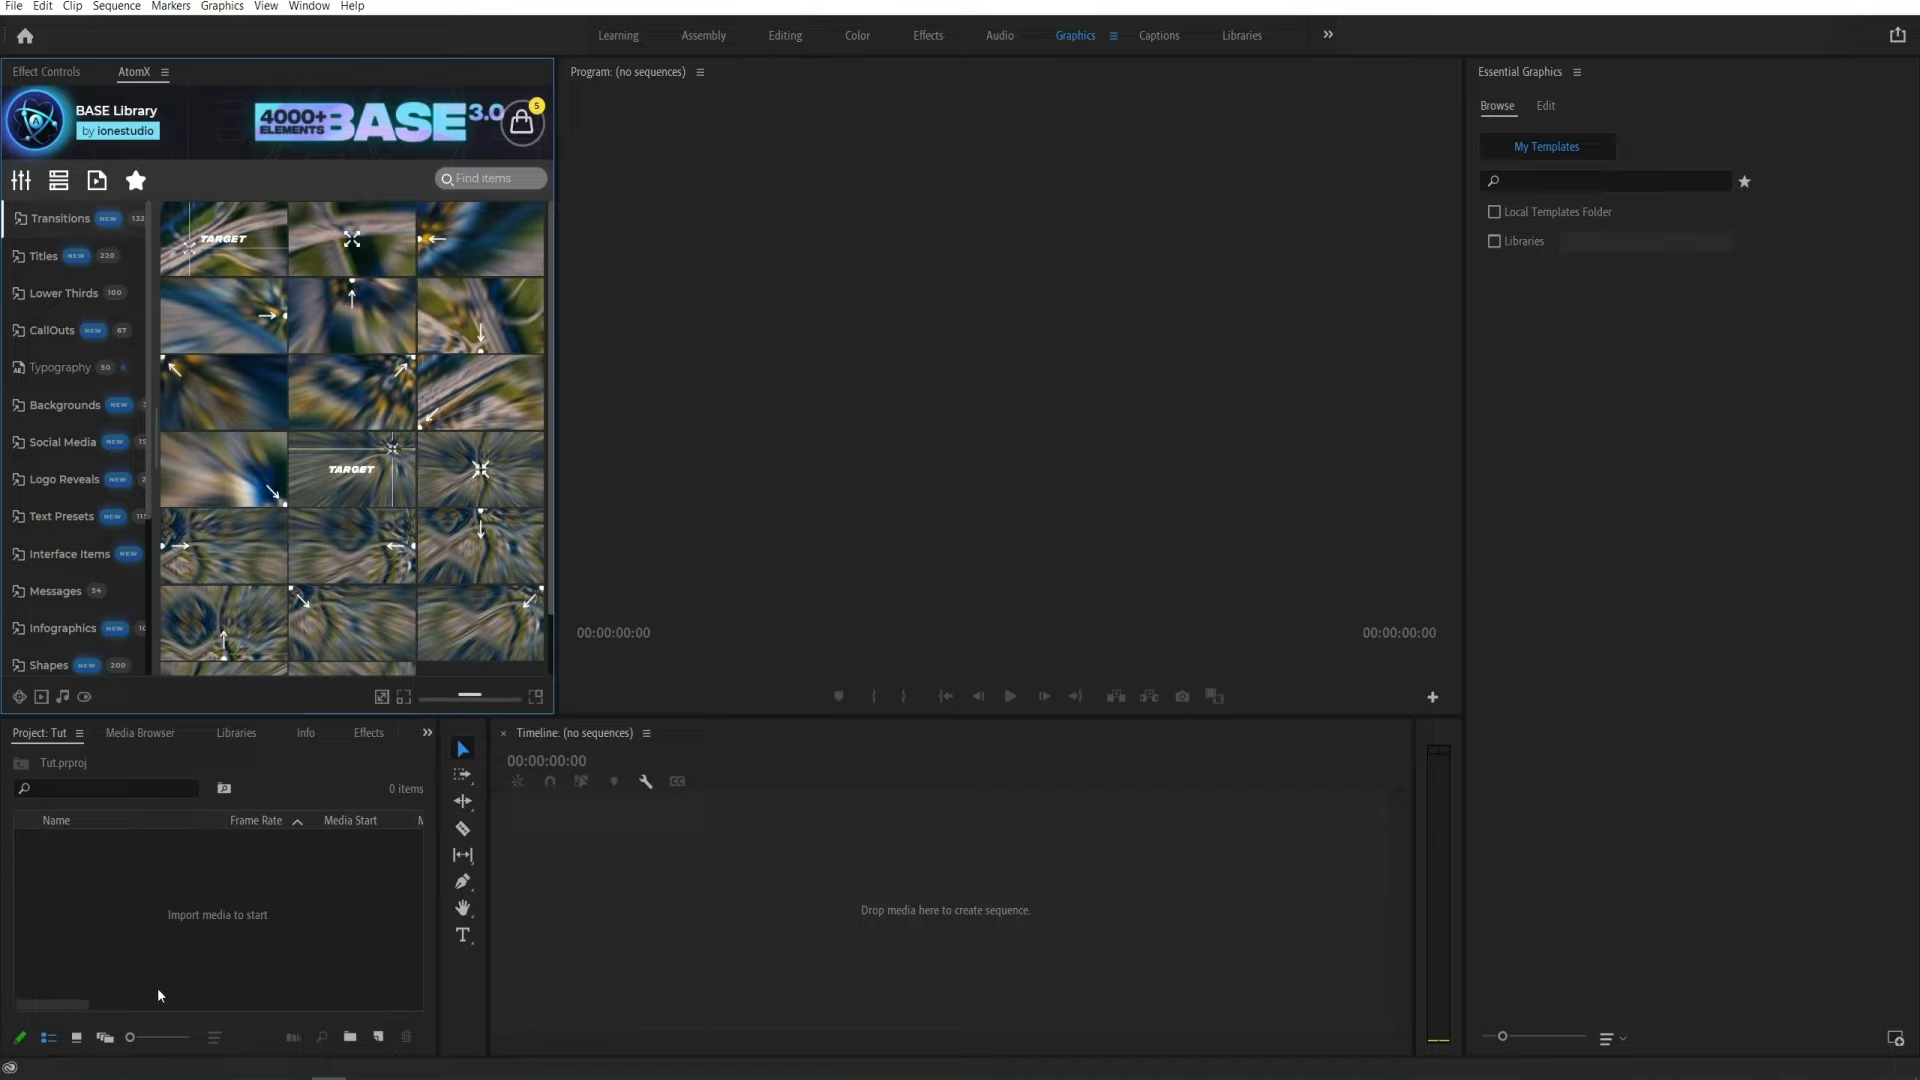 File Edit Clip Sequence Markers Graphics View Window Help
Learning Assembly Editing Color Effects Audio Graphics Captions Libraries
Effect Controls AtomX
Program: (no sequences)
Essential Graphics
BASE Library
by ionestudio
4000+ ELEMENTS BASE 3.0
5
Browse Edit
My Templates
Find items
Local Templates Folder
Libraries
Transitions NEW 132
Titles NEW 220
Lower Thirds 100
CallOuts NEW 67
Typography 50
Backgrounds NEW
Social Media NEW
Logo Reveals NEW
Text Presets NEW
Interface Items NEW
Messages 54
Infographics NEW
Shapes NEW 200
TARGET
TARGET
00:00:00:00 00:00:00:00
Project: Tut Media Browser Libraries Info Effects
Tut.prproj
0 items
Name Frame Rate Media Start
Import media to start
× Timeline: (no sequences)
00:00:00:00
CC
T
Drop media here to create sequence.